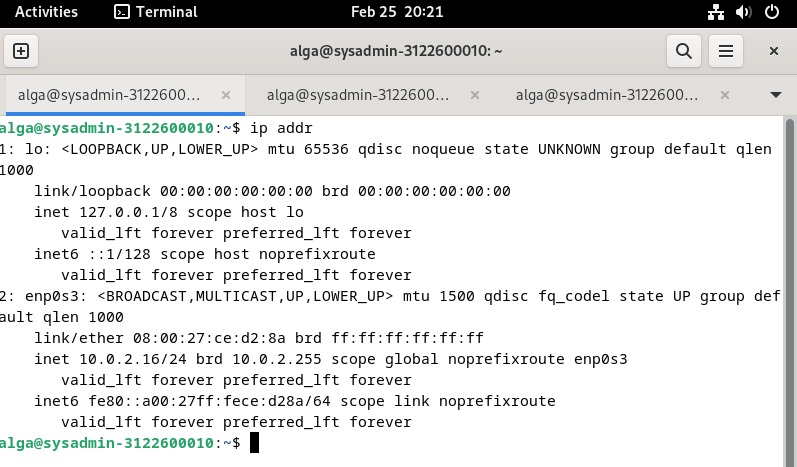 Activities Terminal Feb 25 20:21
alga@sysadmin-3122600010: ~
alga@sysadmin-312260​0... alga@sysadmin-3122600... alga@sysadmin-3122600...
alga@sysadmin-3122600010:~$ ip addr
1: lo: <LOOPBACK,UP,LOWER_UP> mtu 65536 qdisc noqueue state UNKNOWN group default qlen
1000
link/loopback 00:00:00:00:00:00 brd 00:00:00:00:00:00
inet 127.0.0.1/8 scope host lo
valid_lft forever preferred_lft forever
inet6 ::1/128 scope host noprefixroute
valid_lft forever preferred_lft forever
2: enp0s3: <BROADCAST,MULTICAST,UP,LOWER_UP> mtu 1500 qdisc fq_codel state UP group def
ault qlen 1000
link/ether 08:00:27:ce:d2:8a brd ff:ff:ff:ff:ff:ff
inet 10.0.2.16/24 brd 10.0.2.255 scope global noprefixroute enp0s3
valid_lft forever preferred_lft forever
inet6 fe80::a00:27ff:fece:d28a/64 scope link noprefixroute
valid_lft forever preferred_lft forever
alga@sysadmin-3122600010:~$